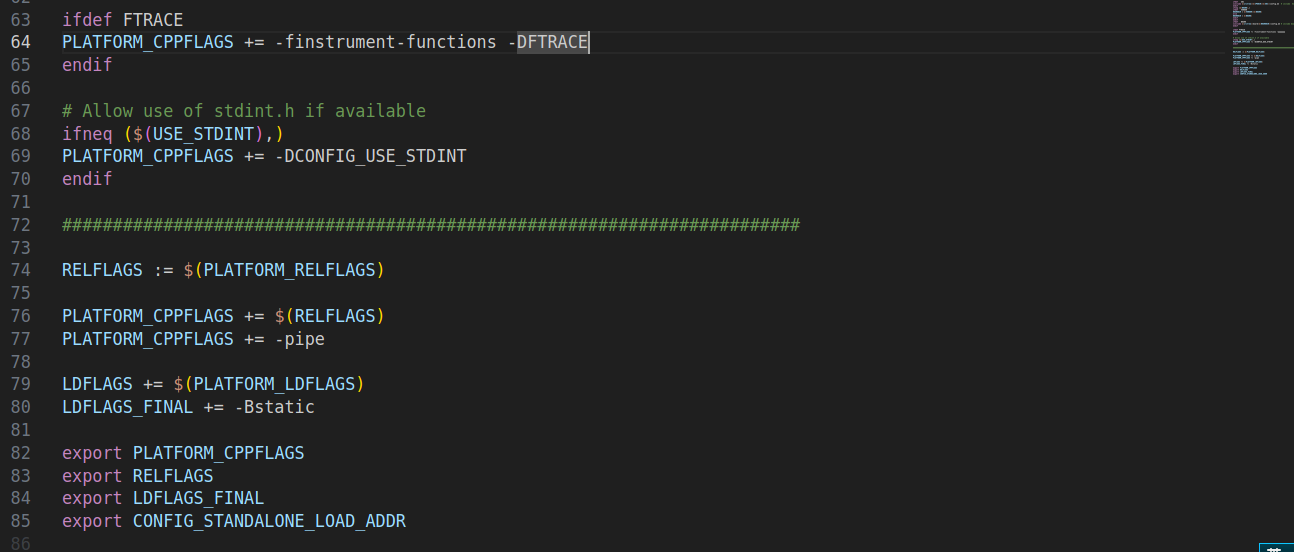 63 ifdef FTRACE
64 PLATFORM_CPPFLAGS += -finstrument-functions -DFTRACE
65 endif
66
67 # Allow use of stdint.h if available
68 ifneq ($(USE_STDINT),)
69 PLATFORM_CPPFLAGS += -DCONFIG_USE_STDINT
70 endif
71
72 #########################################################################
73
74 RELFLAGS := $(PLATFORM_RELFLAGS)
75
76 PLATFORM_CPPFLAGS += $(RELFLAGS)
77 PLATFORM_CPPFLAGS += -pipe
78
79 LDFLAGS += $(PLATFORM_LDFLAGS)
80 LDFLAGS_FINAL += -Bstatic
81
82 export PLATFORM_CPPFLAGS
83 export RELFLAGS
84 export LDFLAGS_FINAL
85 export CONFIG_STANDALONE_LOAD_ADDR
86